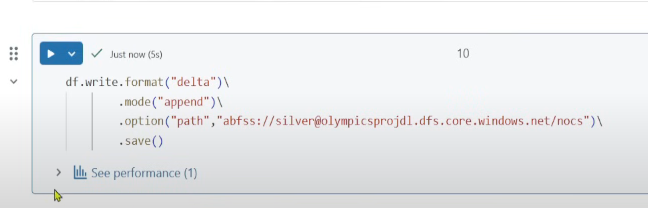 Just now (5s)
10
df.write.format("delta")\
.mode("append")\
.option("path","abfss://silver@olympicsprojdl.dfs.core.windows.net/nocs")\
.save()
See performance (1)